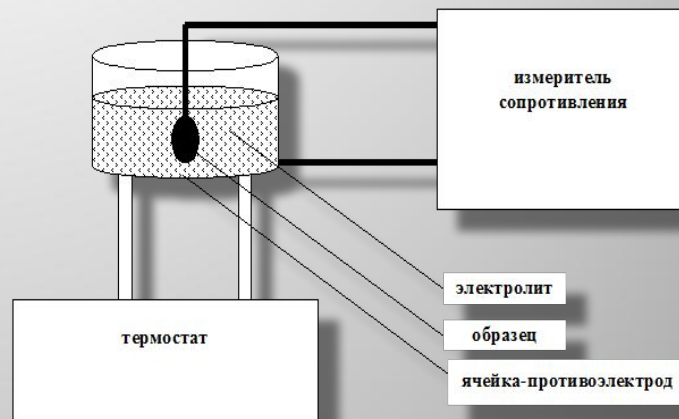 измеритель
сопротивления
электролит
термостат
образец
ячейка-противоэлектрод